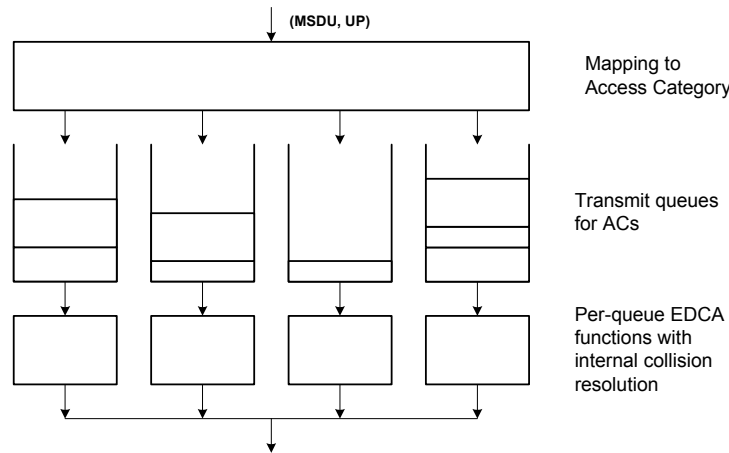 (MSDU, UP)
Mapping to
Access Category
Transmit queues
for ACs
Per-queue EDCA
functions with
internal collision
resolution